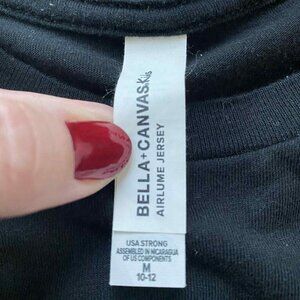 BELLA+CANVAS.kids
AIRLUME JERSEY
USA STRONG
ASSEMBLED IN NICARAGUA
OF US COMPONENTS
M
10-12